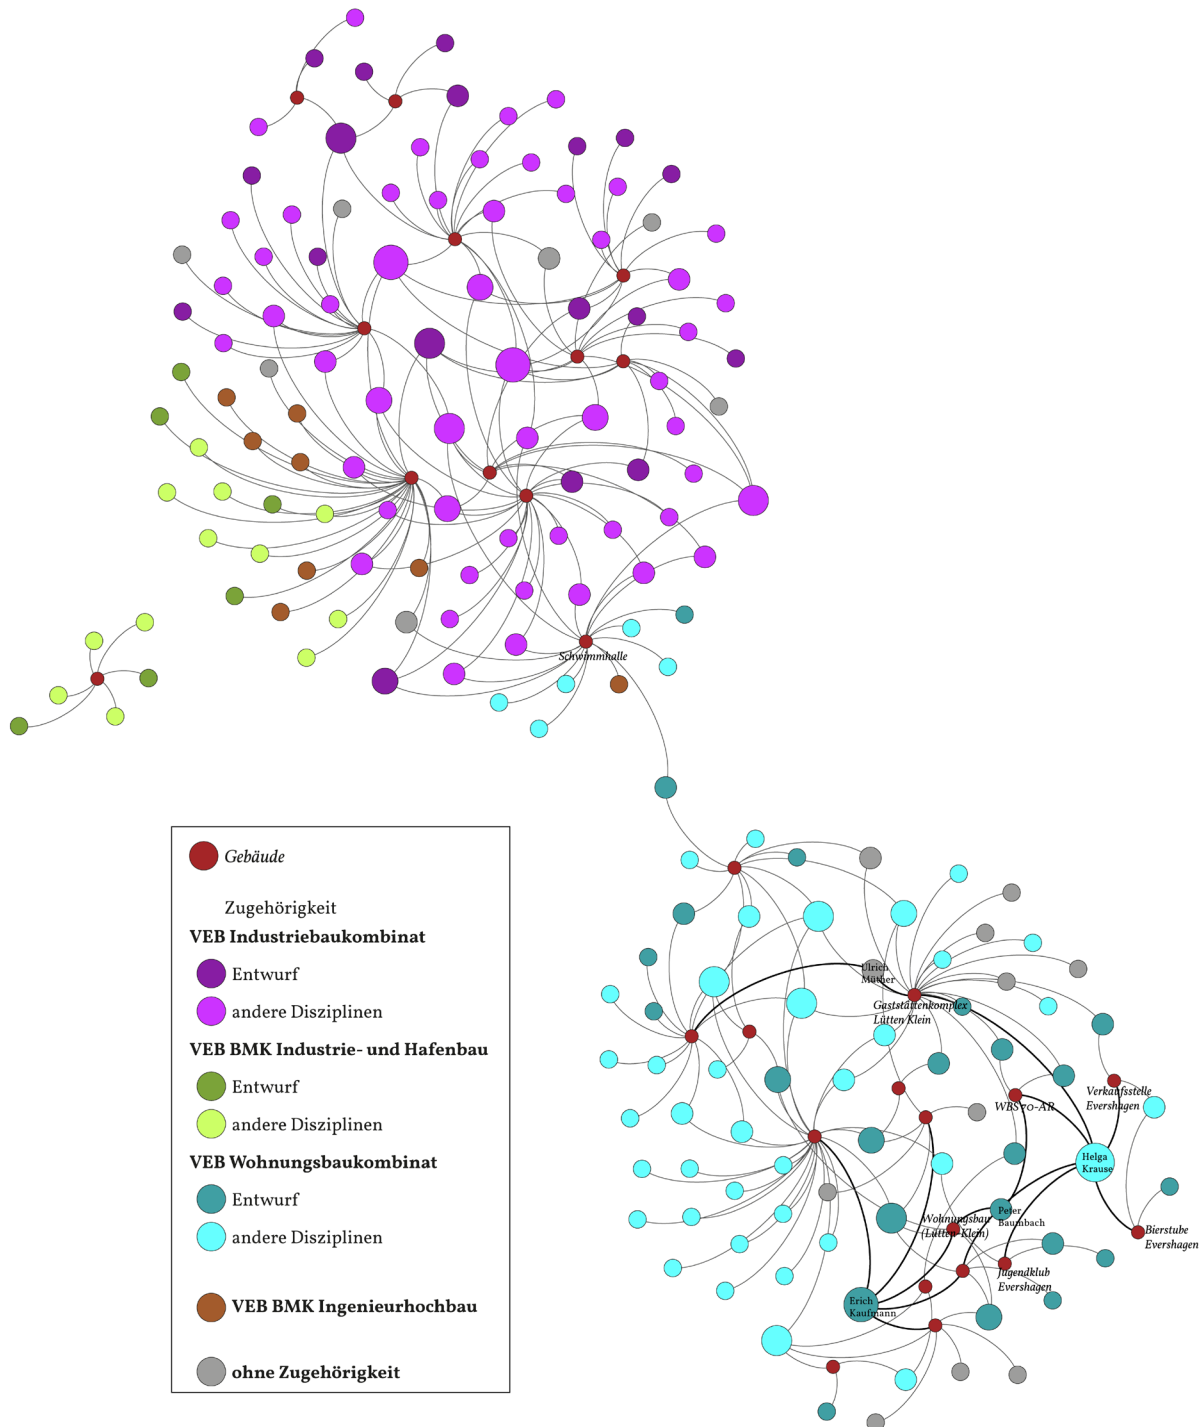 Schwimmhalle
Gebäude
Zugehörigkeit
VEB Industriebaukombinat
Entwurf
andere Disziplinen
VEB BMK Industrie- und Hafenbau
Entwurf
andere Disziplinen
VEB Wohnungsbaukombinat
Entwurf
andere Disziplinen
VEB BMK Ingenieurhochbau
ohne Zugehörigkeit
Ulrich
Müther
Gaststättenkomplex
Lütten Klein
WBS 70-AR
Verkaufsstelle
Evershagen
Helga
Krause
Peter
Baumbach
Wohnungsbau
(Lütten-Klein)
Bierstube
Evershagen
Jugendklub
Evershagen
Erich
Kaufmann